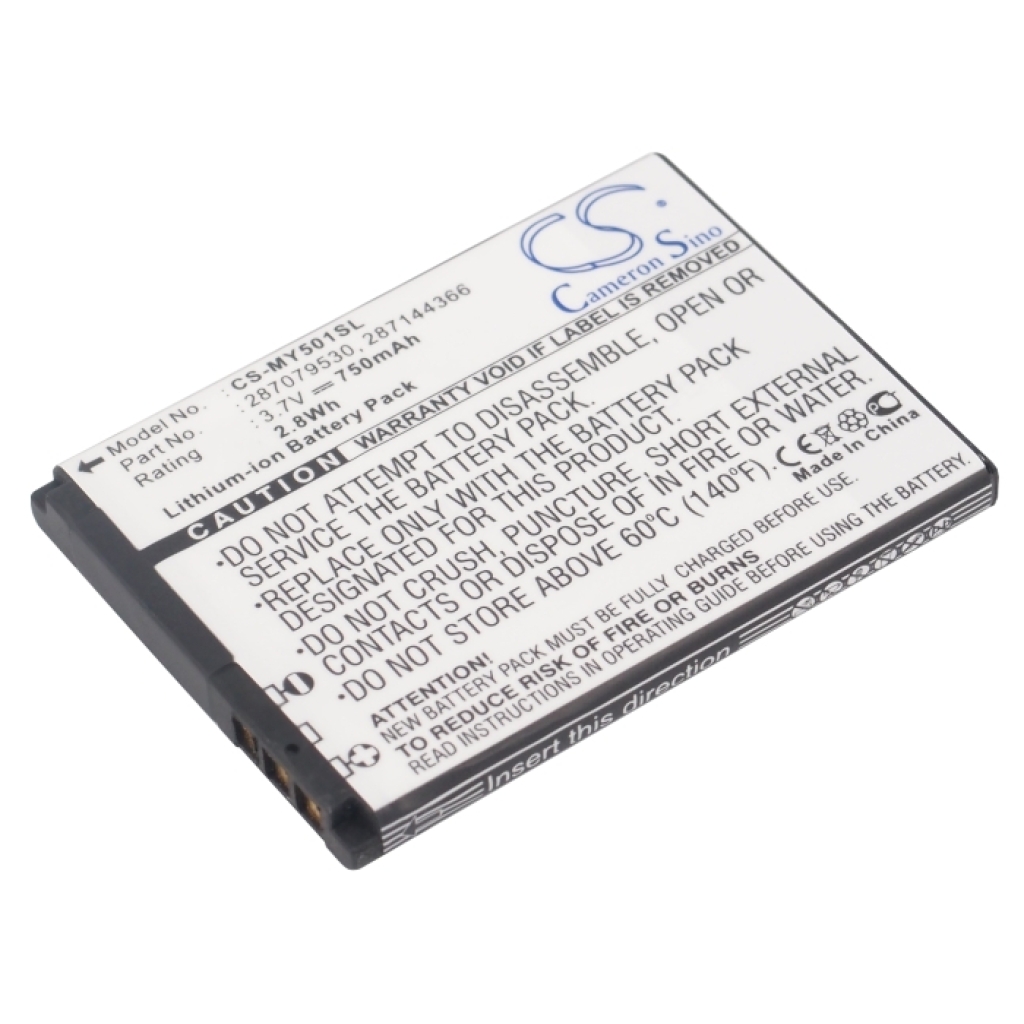 CS®
Cameron Sino
Model No. : CS-MY501SL
Part No. : 287079530, 287144366
Rating : 3.7V 750mAh
2.8Wh
Lithium-ion Battery Pack
CAUTION WARRANTY VOID IF LABEL IS REMOVED
•DO NOT ATTEMPT TO DISASSEMBLE, OPEN OR
SERVICE THE BATTERY PACK.
•REPLACE ONLY WITH THE BATTERY PACK
DESIGNATED FOR THIS PRODUCT.
•DO NOT CRUSH, PUNCTURE, SHORT EXTERNAL
CONTACTS OR DISPOSE OF IN FIRE OR WATER.
•DO NOT STORE ABOVE 60°C (140°F)
CE
Made in China
ATTENTION!
NEW BATTERY PACK MUST BE FULLY CHARGED BEFORE USE.
TO REDUCE RISK OF FIRE OR BURNS
READ INSTRUCTIONS OPERATING GUIDE BEFORE USING THE BATTERY.
Insert this direction